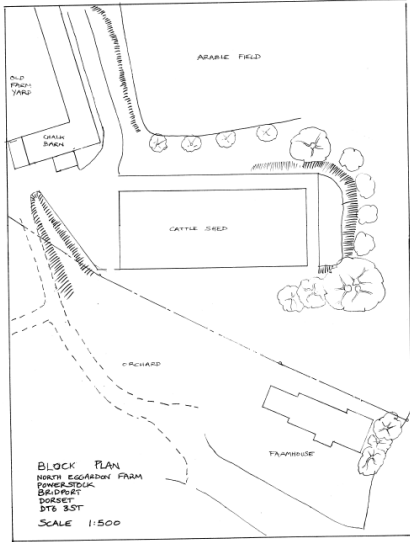 ARABLE FIELD
OLD
FARM
YARD
CHALK
BARN
CATTLE SHED
ORCHARD
FARMHOUSE
BLOCK PLAN
NORTH EGGARDON FARM
POWERSTOCK
BRIDPORT
DORSET
DT6 3ST
SCALE 1:500